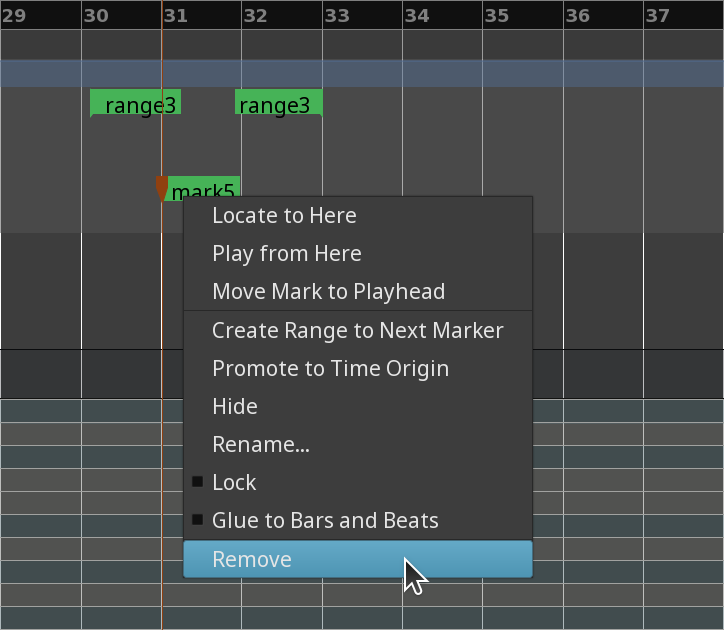 29 30 31 32 33 34 35 36 37
range3 range3
mark5
Locate to Here
Play from Here
Move Mark to Playhead
Create Range to Next Marker
Promote to Time Origin
Hide
Rename...
Lock
Glue to Bars and Beats
Remove